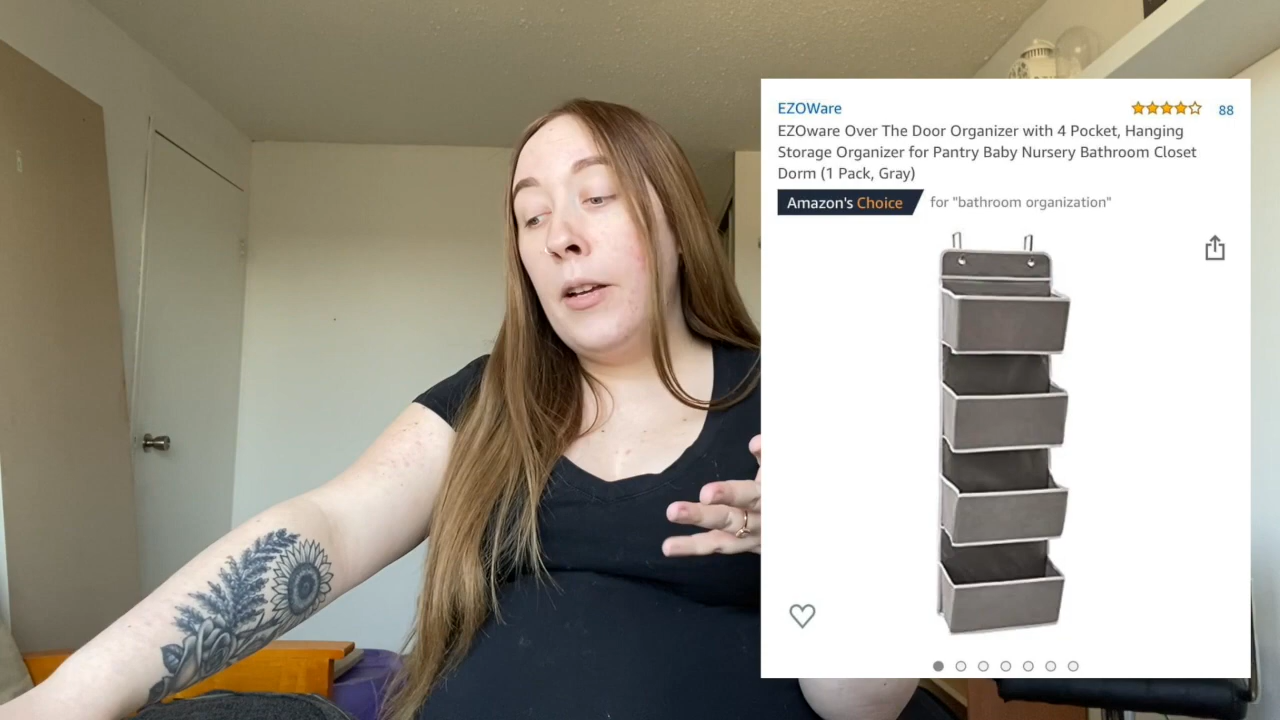 EZOWare 88
EZOware Over The Door Organizer with 4 Pocket, Hanging
Storage Organizer for Pantry Baby Nursery Bathroom Closet
Dorm (1 Pack, Gray)
Amazon's Choice for "bathroom organization"